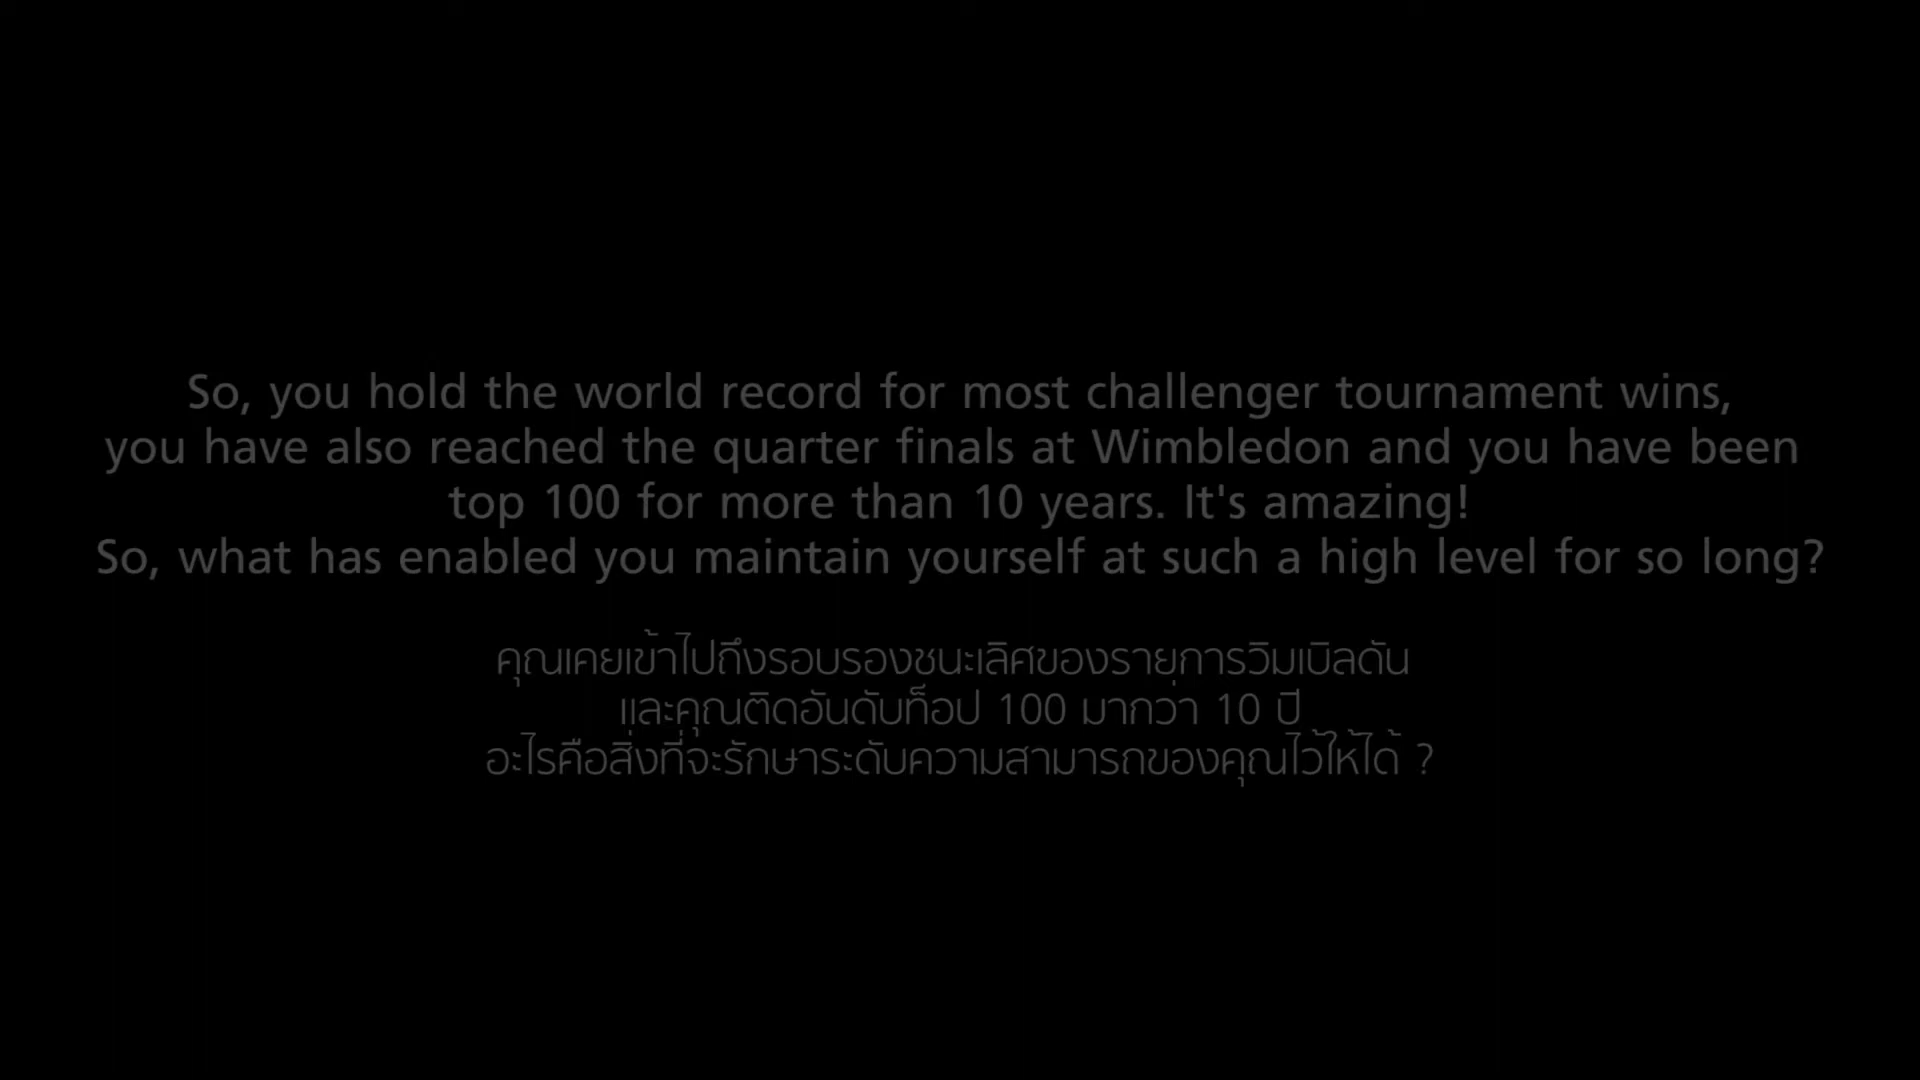 So, you hold the world record for most challenger tournament wins,
you have also reached the quarter finals at Wimbledon and you have been
top 100 for more than 10 years. It's amazing!
So, what has enabled you maintain yourself at such a high level for so long?
คุณเคยเข้าไปถึงรอบรองชนะเลิศของรายการวิมเบิลดัน
และคุณติดอันดับท็อป 100 มากว่า 10 ปี
อะไรคือสิ่งที่จะรักษาระดับความสามารถของคุณไว้ให้ได้ ?